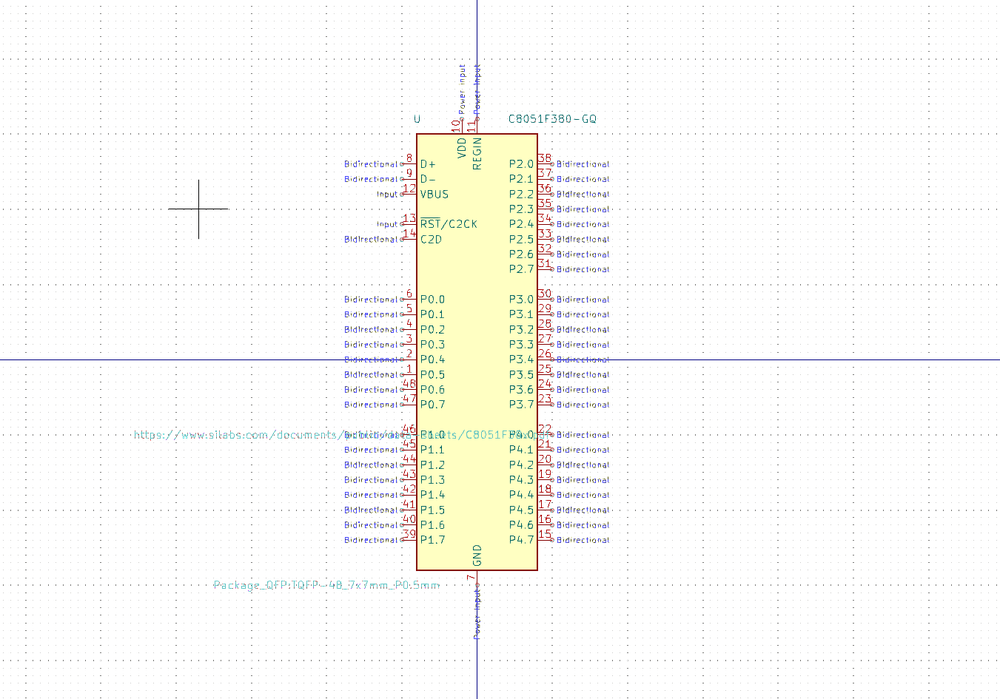 Power Input Power Input
U C8051F380-GQ
10 11
VDD REGIN
Bidirectional 8 D+ P2.0 38 Bidirectional
Bidirectional 9 D- P2.1 37 Bidirectional
Input 12 VBUS P2.2 36 Bidirectional
P2.3 35 Bidirectional
Input 13 RST/C2CK P2.4 34 Bidirectional
Bidirectional 14 C2D P2.5 33 Bidirectional
P2.6 32 Bidirectional
P2.7 31 Bidirectional
Bidirectional 6 P0.0 P3.0 30 Bidirectional
Bidirectional 5 P0.1 P3.1 29 Bidirectional
Bidirectional 4 P0.2 P3.2 28 Bidirectional
Bidirectional 3 P0.3 P3.3 27 Bidirectional
Bidirectional 2 P0.4 P3.4 26 Bidirectional
Bidirectional 1 P0.5 P3.5 25 Bidirectional
Bidirectional 48 P0.6 P3.6 24 Bidirectional
Bidirectional 47 P0.7 P3.7 23 Bidirectional
https://www.silabs.com/documents/
Bidirectional 46 P1.0 P4.0 22 Bidirectional
Bidirectional 45 P1.1 P4.1 21 Bidirectional
Bidirectional 44 P1.2 P4.2 20 Bidirectional
Bidirectional 43 P1.3 P4.3 19 Bidirectional
Bidirectional 42 P1.4 P4.4 18 Bidirectional
Bidirectional 41 P1.5 P4.5 17 Bidirectional
Bidirectional 40 P1.6 P4.6 16 Bidirectional
Bidirectional 39 P1.7 P4.7 15 Bidirectional
GND
7
Package_QFP:TQFP-48_7x7mm_P0.5mm
Power Input